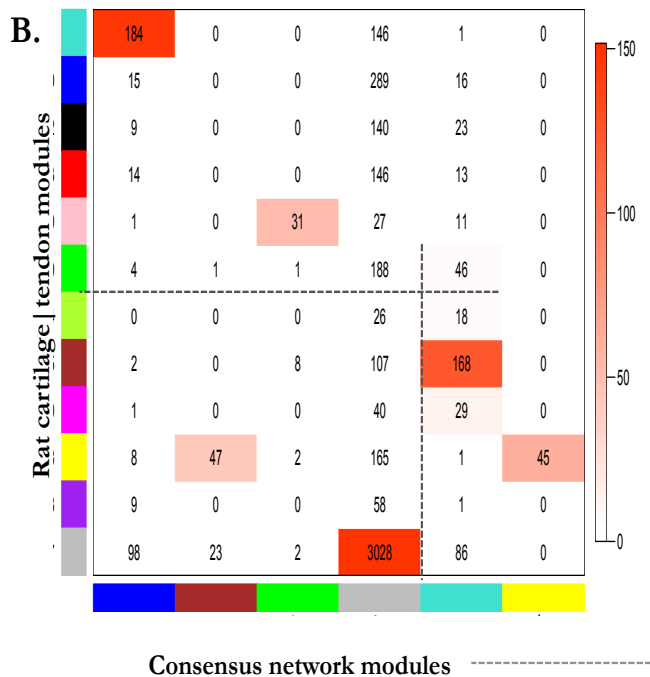 B.
184 0 0 146 1 0
15 0 0 289 16 0
9 0 0 140 23 0
14 0 0 146 13 0
1 0 31 27 11 0
4 1 1 188 46 0
0 0 0 26 18 0
2 0 8 107 168 0
1 0 0 40 29 0
8 47 2 165 1 45
9 0 0 58 1 0
98 23 2 3028 86 0
Rat cartilage | tendon modules
150
100
50
0
Consensus network modules